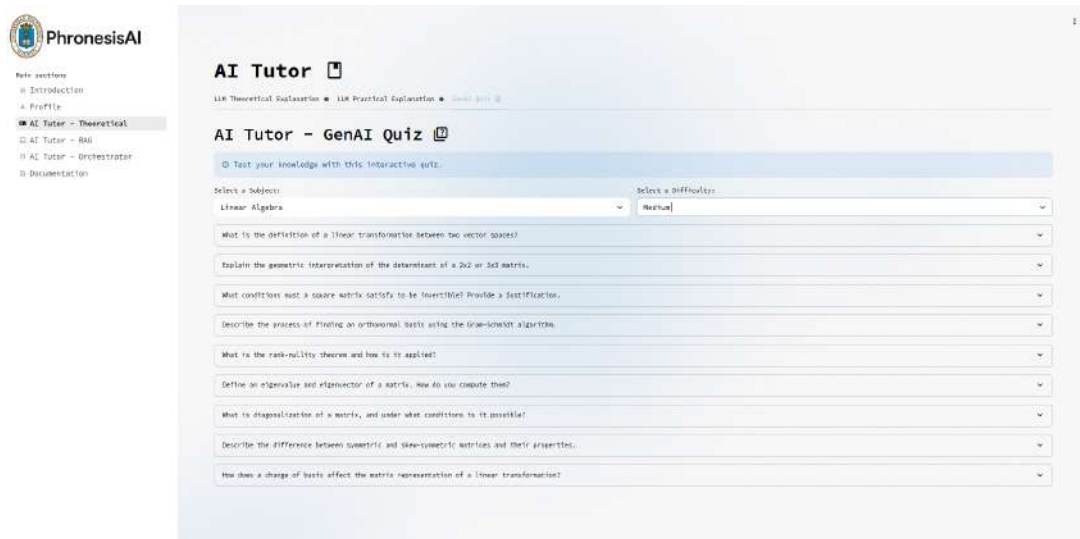 PhronesisAI
Main sections
Introduction
Profile
AI Tutor - Theoretical
AI Tutor - RAG
AI Tutor - Orchestrator
Documentation
AI Tutor
LLM Theoretical Explanation
LLM Practical Explanation
GenAI Quiz
AI Tutor - GenAI Quiz
Test your knowledge with this interactive quiz.
Select a Subject:
Select a Difficulty:
Linear Algebra
Medium
What is the definition of a linear transformation between two vector spaces?
Explain the geometric interpretation of the determinant of a 2x2 or 3x3 matrix.
What conditions must a square matrix satisfy to be invertible? Provide a justification.
Describe the process of finding an orthonormal basis using the Gram-Schmidt algorithm.
What is the rank-nullity theorem and how is it applied?
Define an eigenvalue and eigenvector of a matrix. How do you compute them?
What is diagonalization of a matrix, and under what conditions is it possible?
Describe the difference between symmetric and skew-symmetric matrices and their properties.
How does a change of basis affect the matrix representation of a linear transformation?